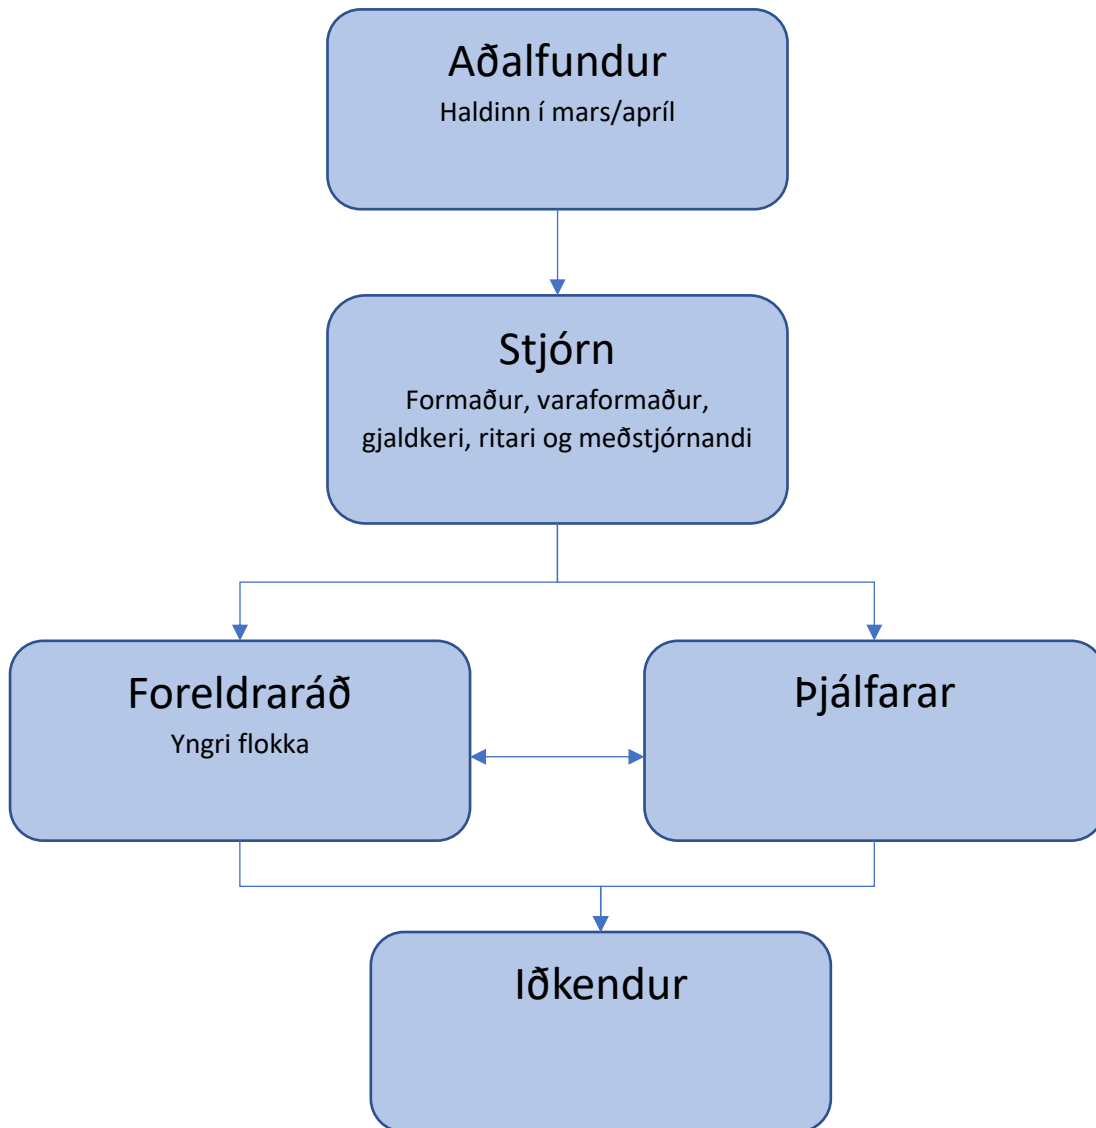 Aðalfundur
Haldinn í mars/apríl
Stjórn
Formaður, varaformaður,
gjaldkeri, ritari og meðstjórnandi
Foreldraráð
Yngri flokka
Þjálfarar
Iðkendur